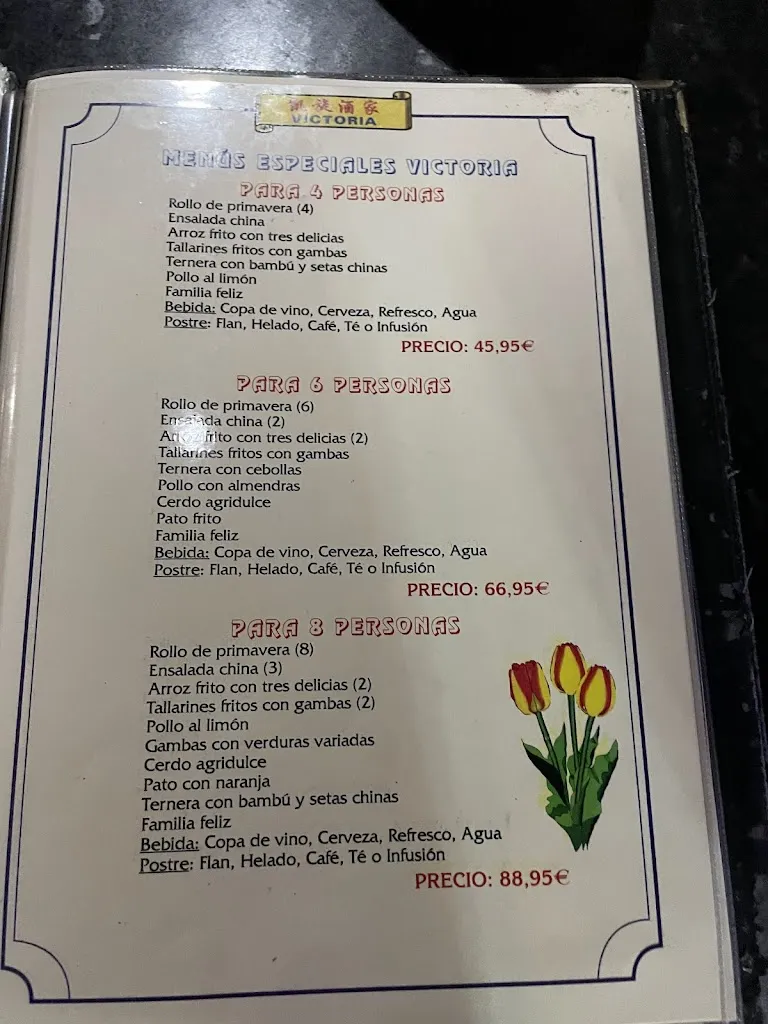 酒家
VICTORIA
MENÚS ESPECIALES VICTORIA
PARA 4 PERSONAS
Rollo de primavera (4)
Ensalada china
Arroz frito con tres delicias
Tallarines fritos con gambas
Ternera con bambú y setas chinas
Pollo al limón
Familia feliz
Bebida: Copa de vino, Cerveza, Refresco, Agua
Postre: Flan, Helado, Café, Té o Infusión
PRECIO: 45,95€
PARA 6 PERSONAS
Rollo de primavera (6)
Ensalada china (2)
Arroz frito con tres delicias (2)
Tallarines fritos con gambas
Ternera con cebollas
Pollo con almendras
Cerdo agridulce
Pato frito
Familia feliz
Bebida: Copa de vino, Cerveza, Refresco, Agua
Postre: Flan, Helado, Café, Té o Infusión
PRECIO: 66,95€
PARA 8 PERSONAS
Rollo de primavera (8)
Ensalada china (3)
Arroz frito con tres delicias (2)
Tallarines fritos con gambas (2)
Pollo al limón
Gambas con verduras variadas
Cerdo agridulce
Pato con naranja
Ternera con bambú y setas chinas
Familia feliz
Bebida: Copa de vino, Cerveza, Refresco, Agua
Postre: Flan, Helado, Café, Té o Infusión
PRECIO: 88,95€